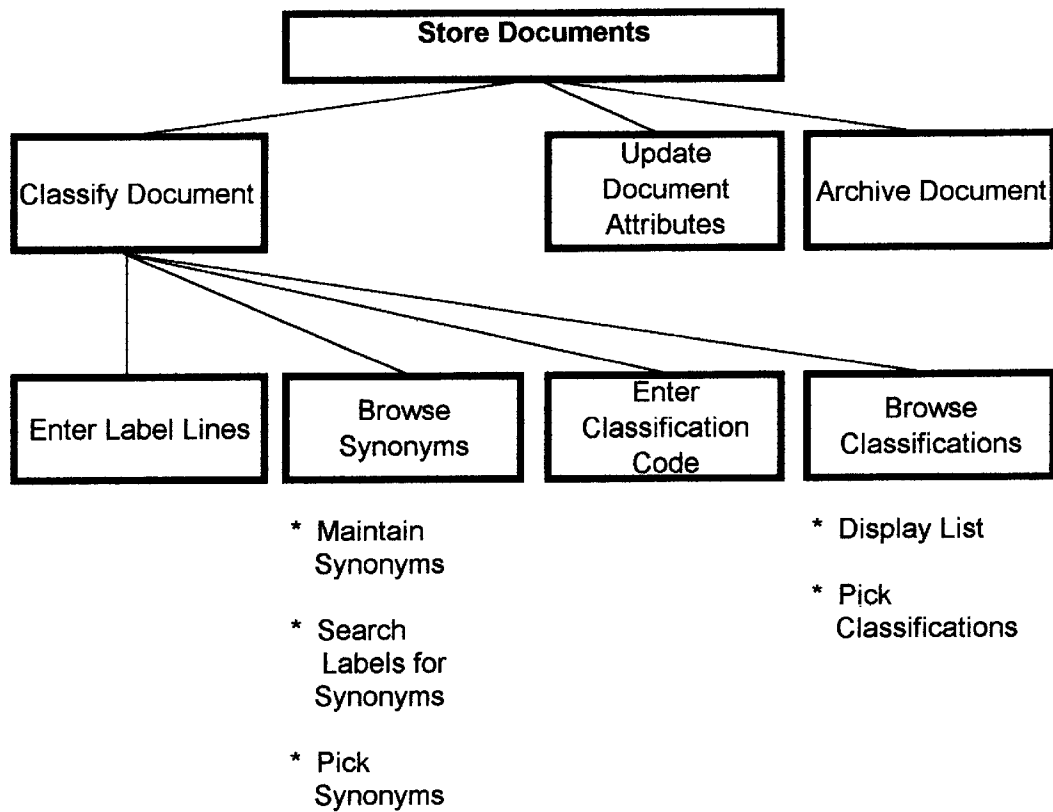 Store Documents
Classify Document
Update
Document
Attributes
Archive Document
Enter Label Lines
Browse
Synonyms
Enter
Classification
Code
Browse
Classifications
* Maintain
Synonyms
* Search
Labels for
Synonyms
* Pick
Synonyms
* Display List
* Pick
Classifications